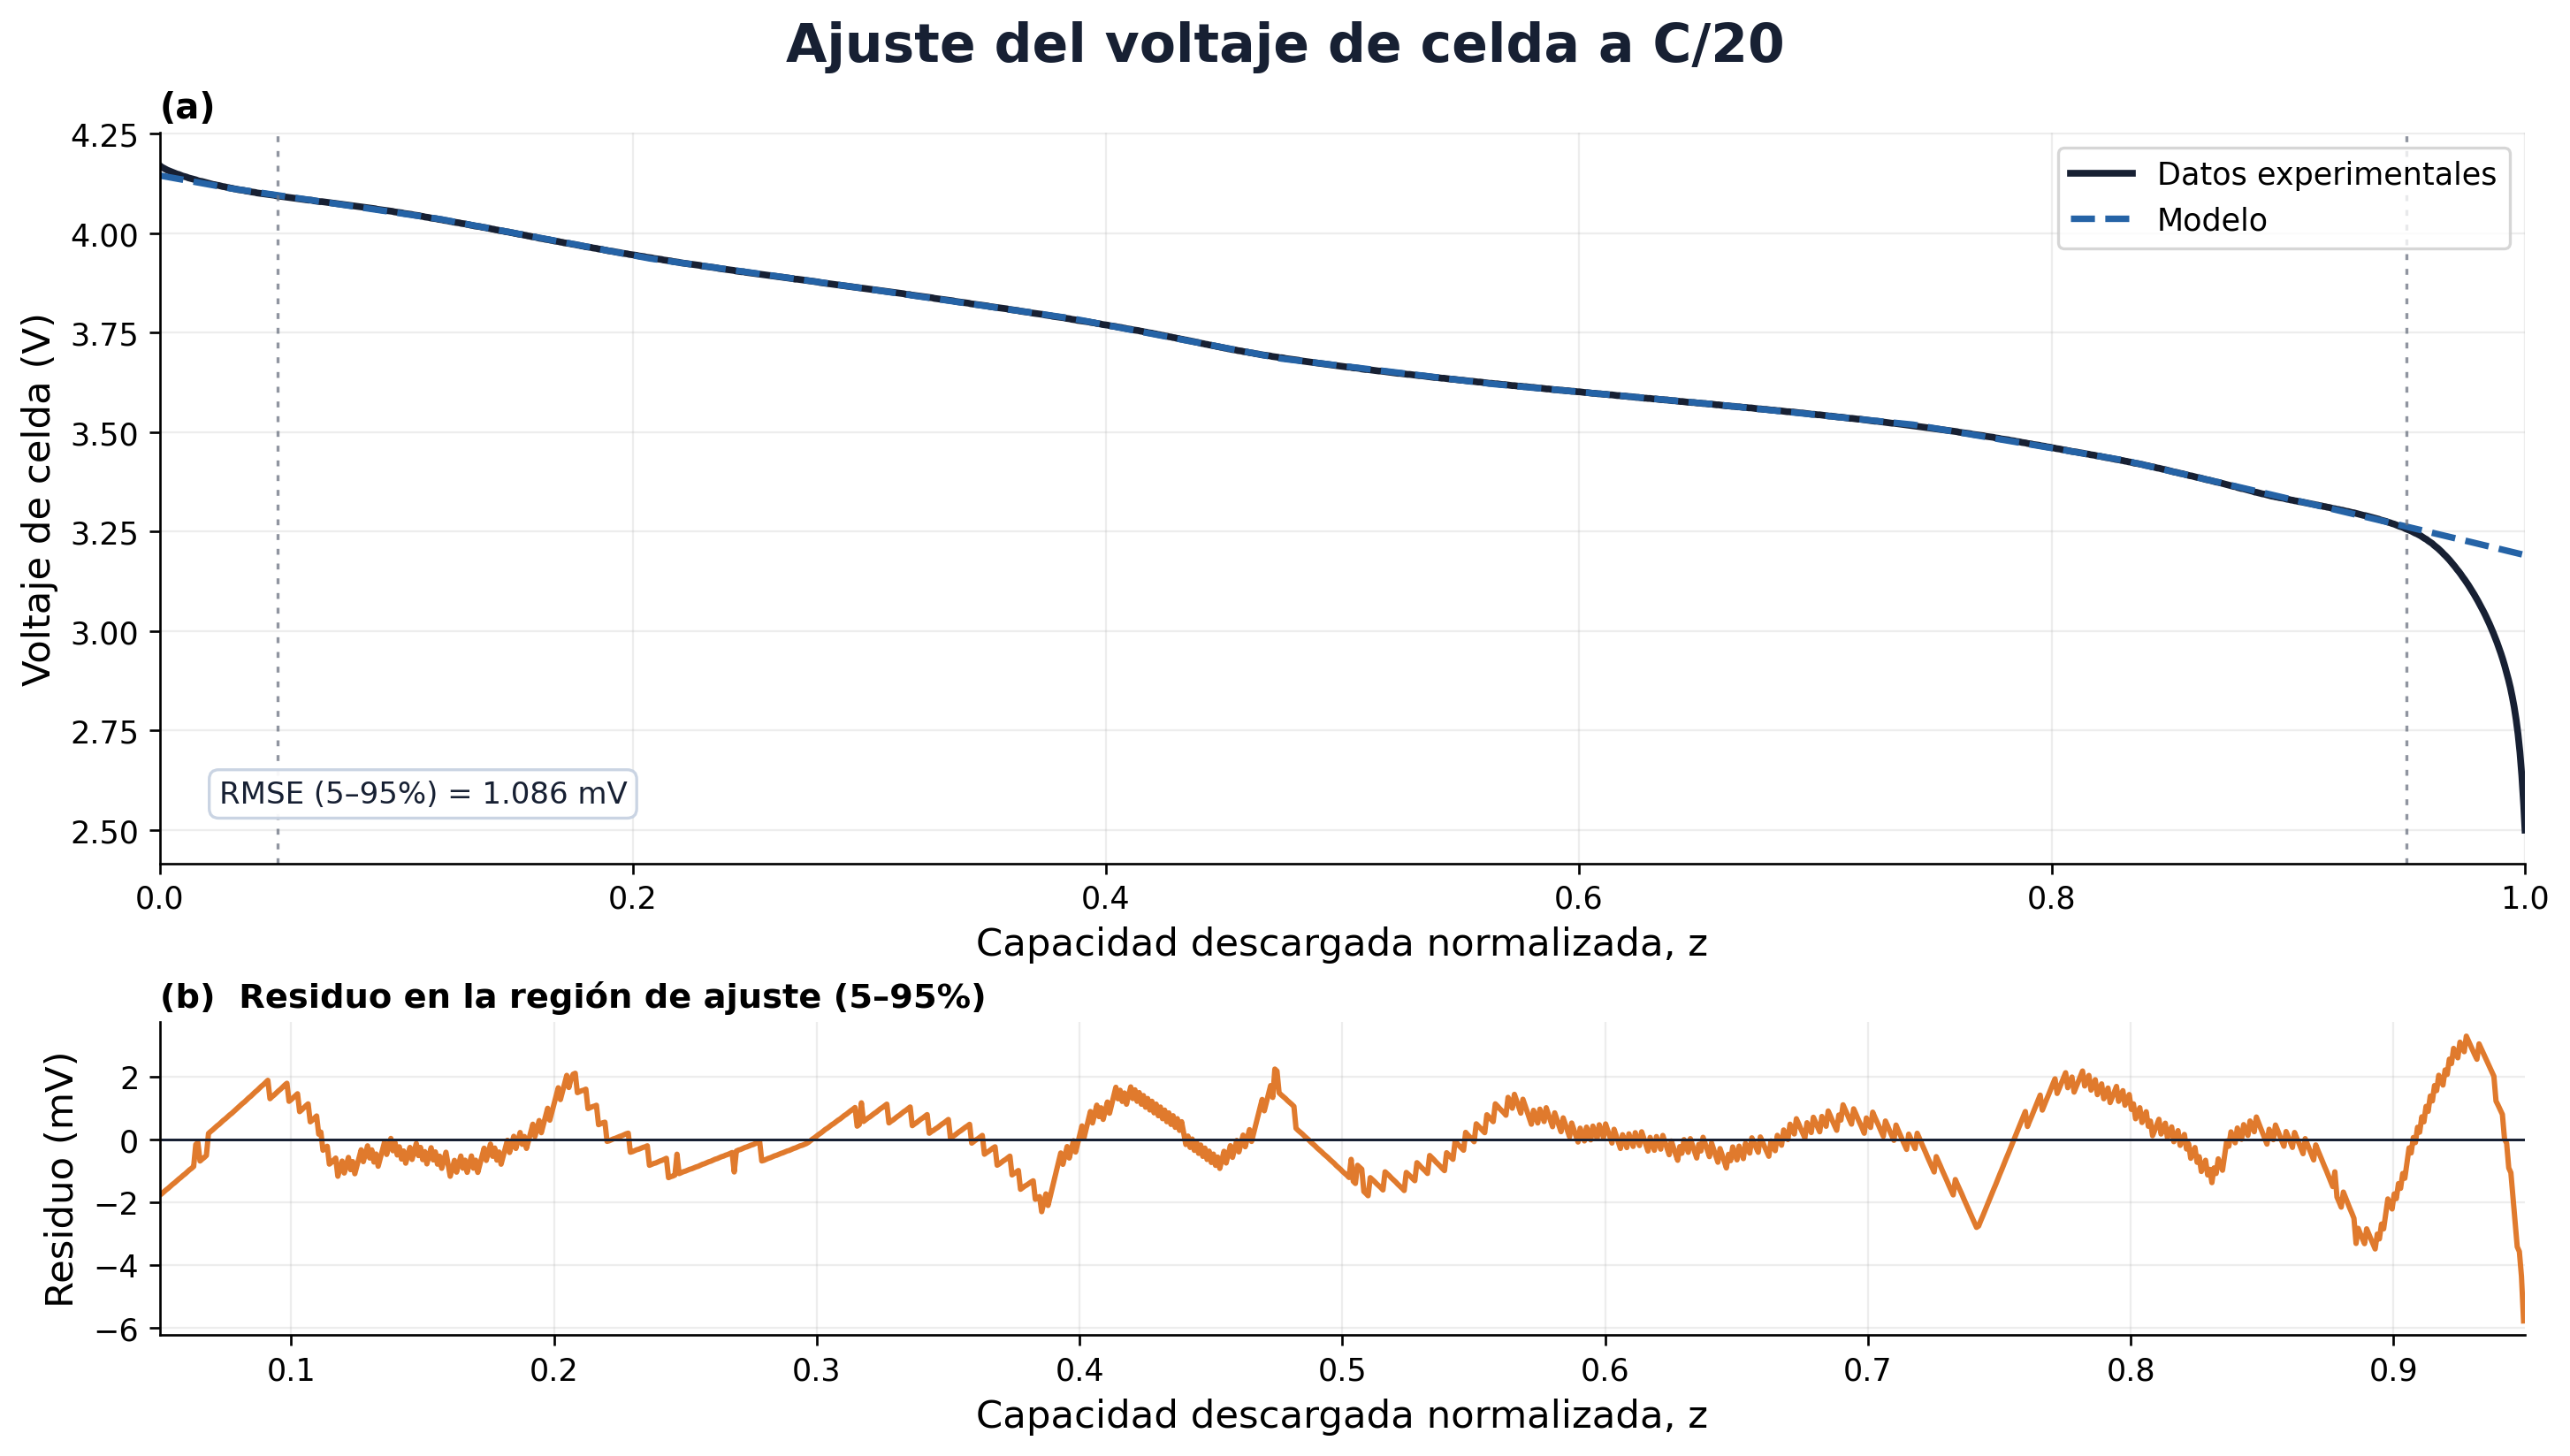 Ajuste del voltaje de celda a C/20
(a)
4.25
4.00
3.75
3.50
3.25
3.00
2.75
2.50
Voltaje de celda (V)
Datos experimentales
Modelo
RMSE (5–95%) = 1.086 mV
0.0 0.2 0.4 0.6 0.8 1.0
Capacidad descargada normalizada, z
(b) Residuo en la región de ajuste (5–95%)
2
0
−2
−4
−6
Residuo (mV)
0.1 0.2 0.3 0.4 0.5 0.6 0.7 0.8 0.9
Capacidad descargada normalizada, z